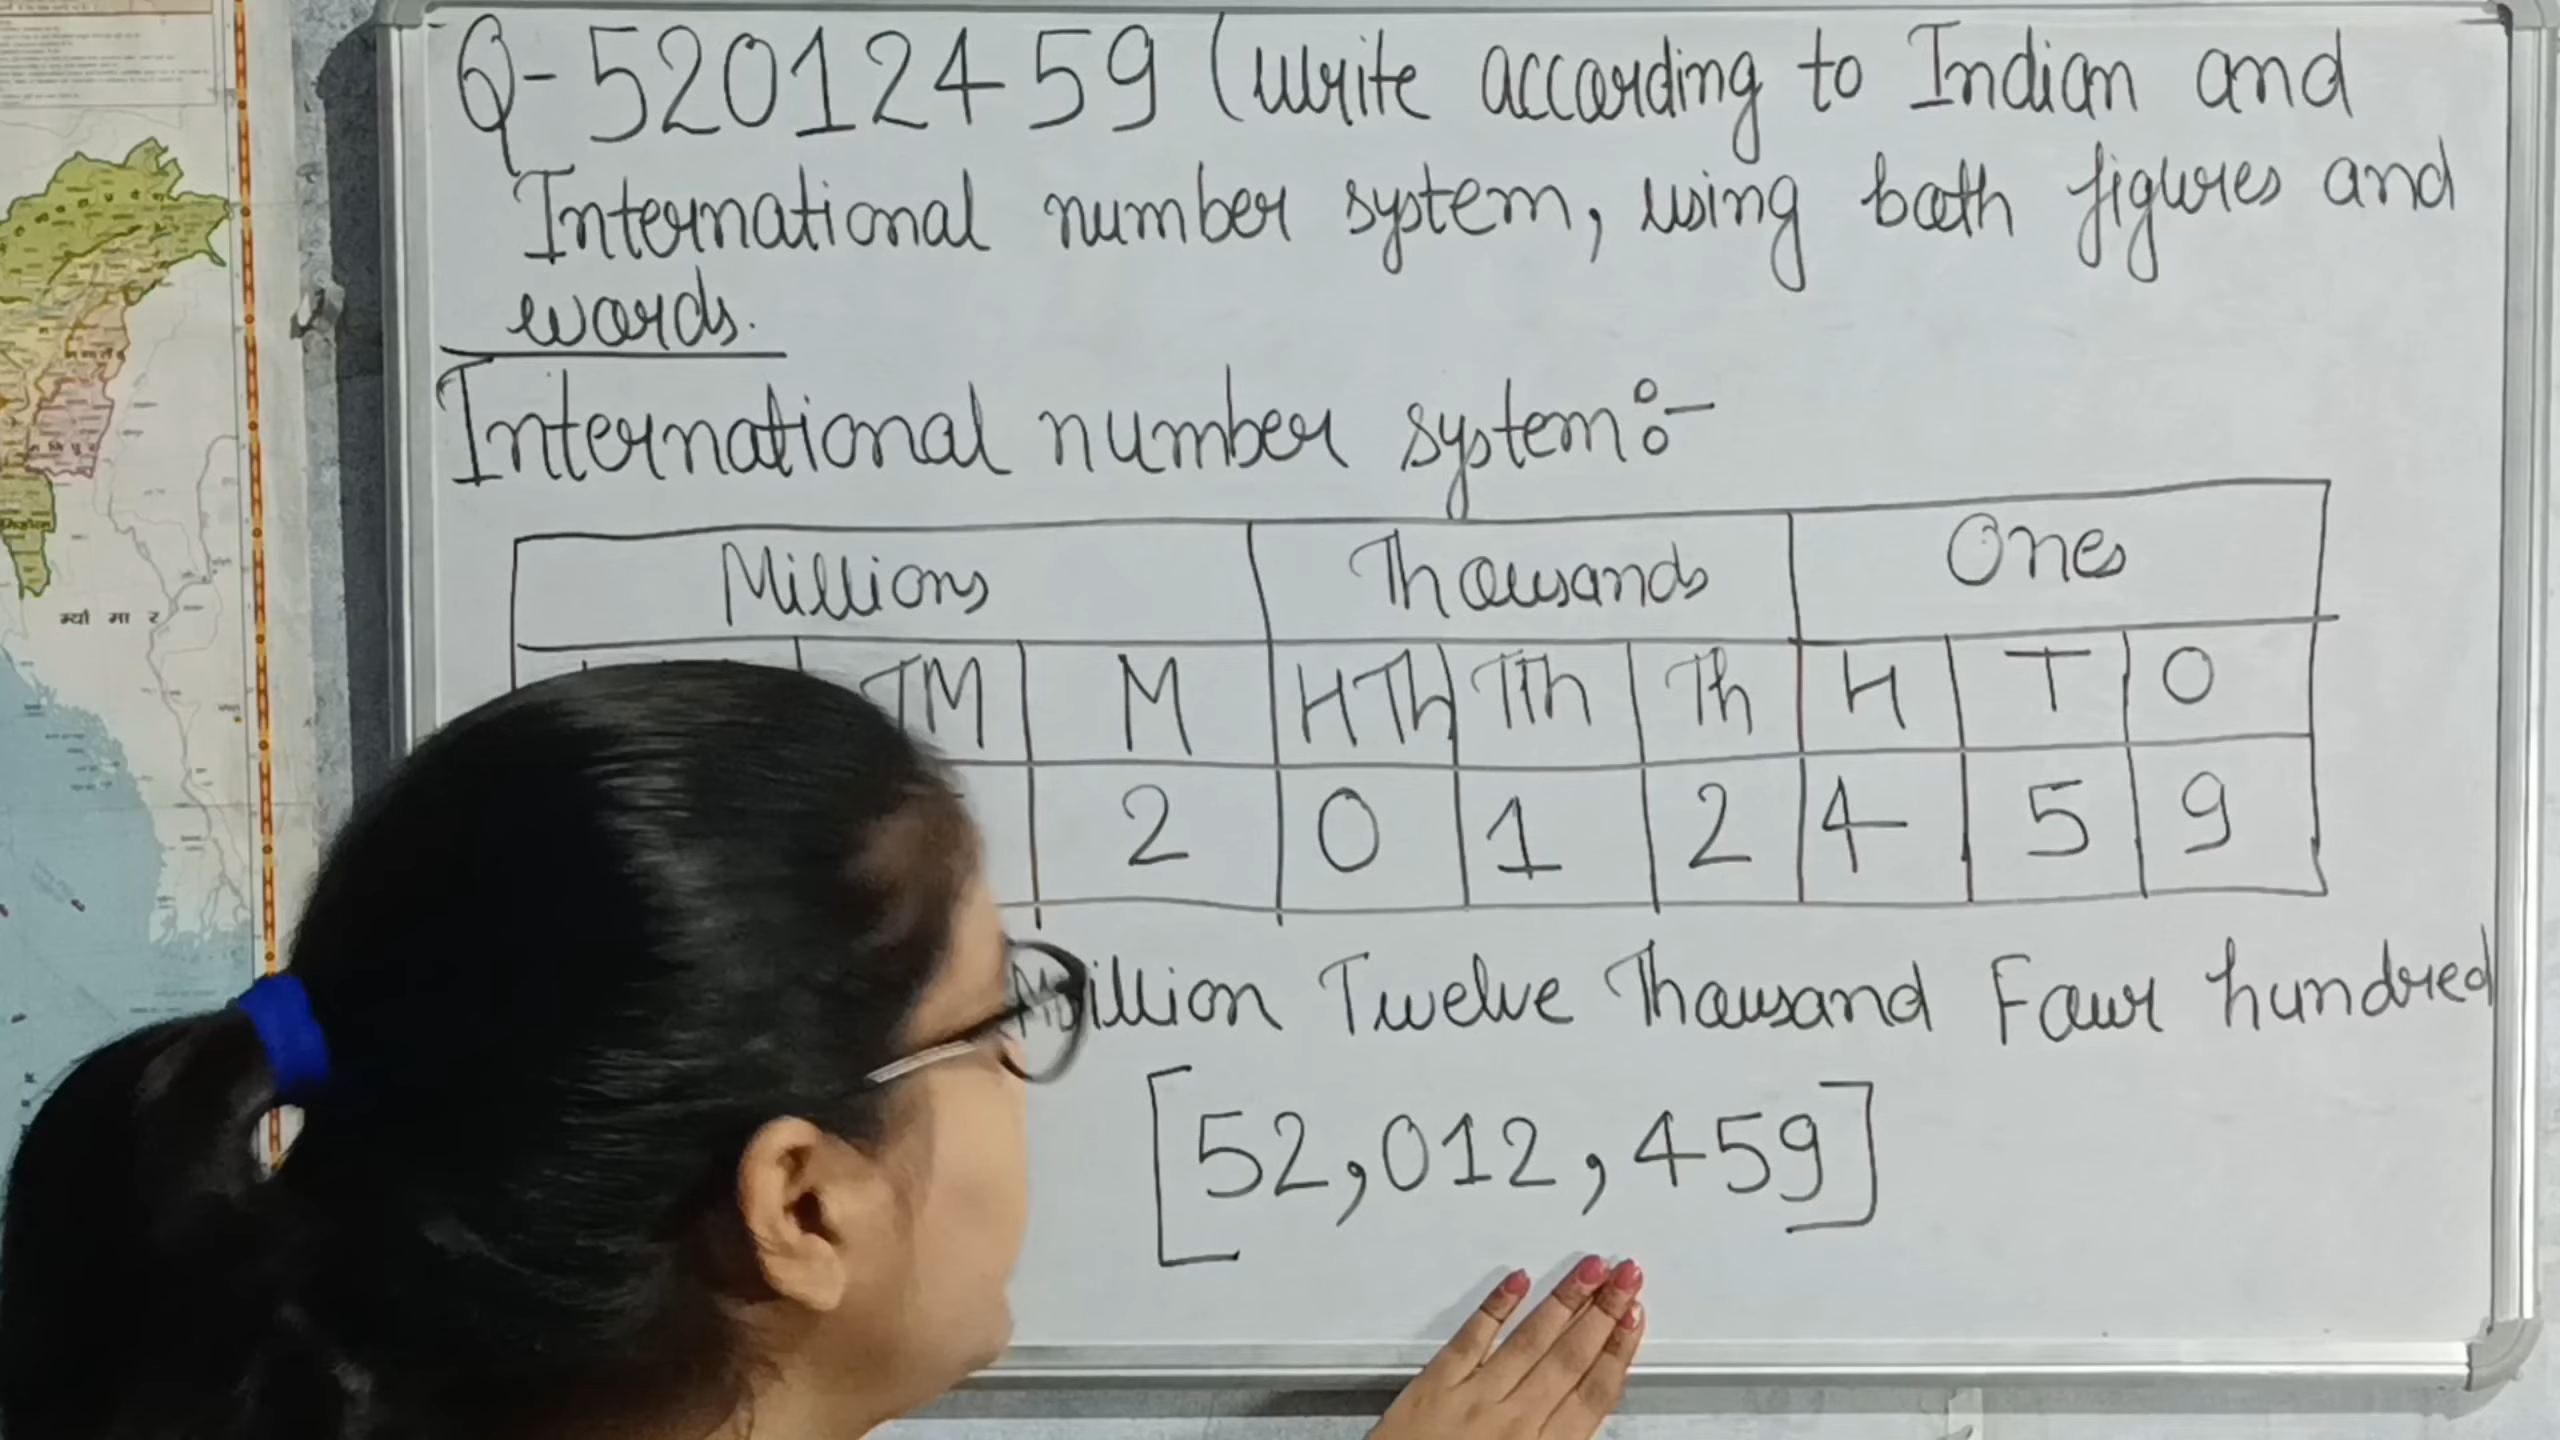 Q- 52012459 (Write according to Indian and
International number system, using both figures and
words.
International number system:-
Millions Thousands Ones
TM M HTh TTh Th H T O
2 0 1 2 4 5 9
Million Twelve Thousand Four hundred
[52,012,459]
म्यां मा र